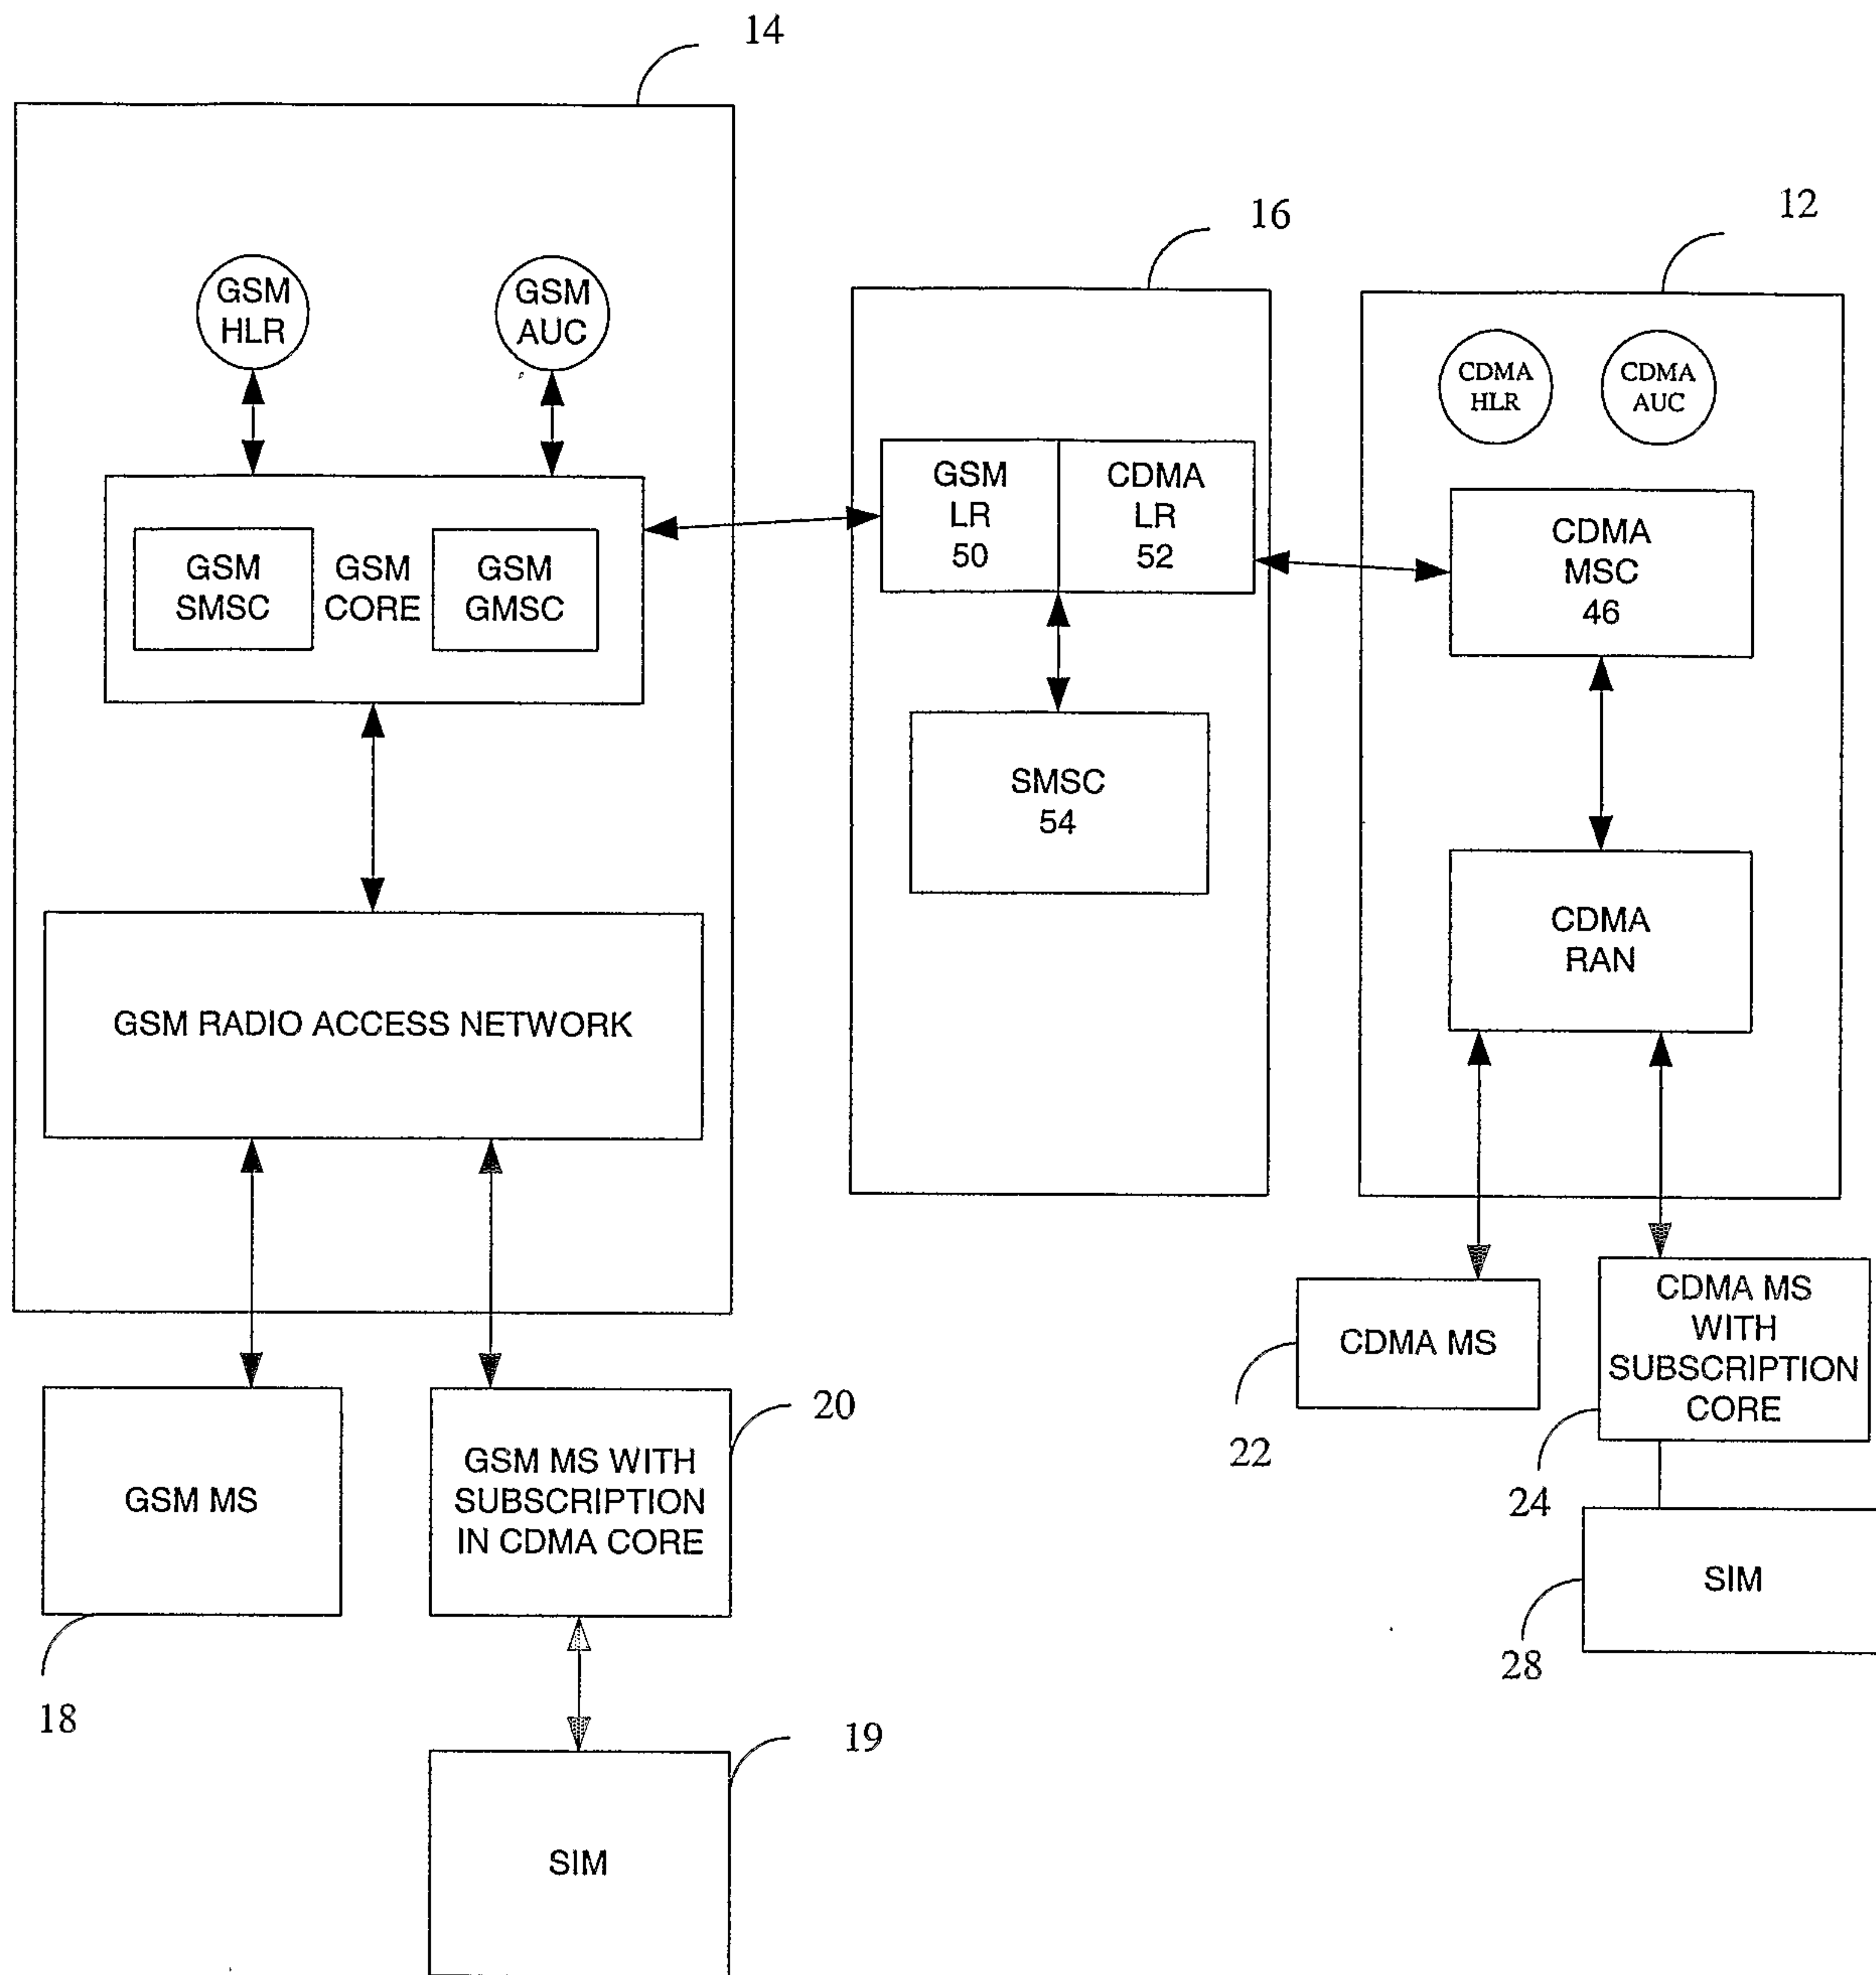 14
16
12
GSM
HLR
GSM
AUC
CDMA
HLR
CDMA
AUC
GSM
SMSC
GSM
CORE
GSM
GMSC
GSM
LR
50
CDMA
LR
52
CDMA
MSC
46
SMSC
54
CDMA
RAN
GSM RADIO ACCESS NETWORK
CDMA MS
22
CDMA MS
WITH
SUBSCRIPTION
CORE
24
GSM MS
18
GSM MS WITH
SUBSCRIPTION
IN CDMA CORE
20
SIM
28
SIM
19